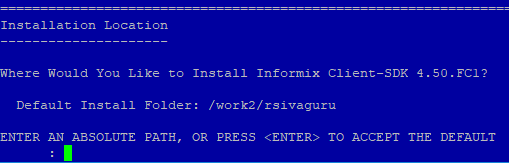 ===============================================================================
Installation Location
---------------------
Where Would You Like to Install Informix Client-SDK 4.50.FC1?
Default Install Folder: /work2/rsivaguru
ENTER AN ABSOLUTE PATH, OR PRESS <ENTER> TO ACCEPT THE DEFAULT
: